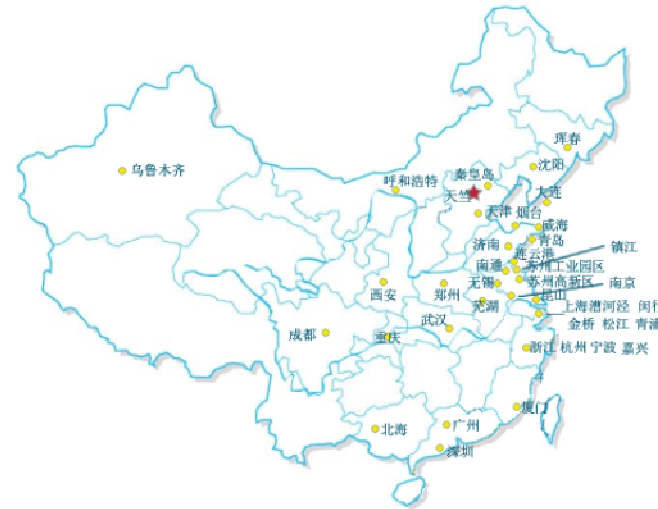 珲春
乌鲁木齐
沈阳
秦皇岛
呼和浩特
天竺
大连
天津 烟台
威海
青岛
济南
连云港
镇江
南通
苏州工业园区
无锡
苏州高新区
南京
西安
郑州
芜湖
昆山
上海漕河泾 闵行
武汉
金桥 松江 青浦
成都
重庆
浙江 杭州 宁波 嘉兴
厦门
北海
广州
深圳